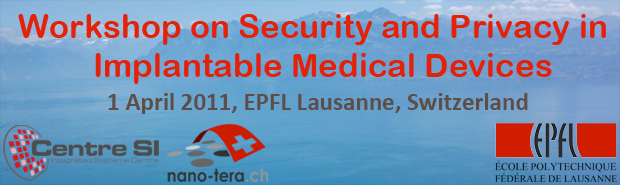 Workshop on Security and Privacy in
Implantable Medical Devices
1 April 2011, EPFL Lausanne, Switzerland
Centre SI
Integrated Systems Centre
nano-tera.ch
EPFL
ÉCOLE POLYTECHNIQUE
FÉDÉRALE DE LAUSANNE